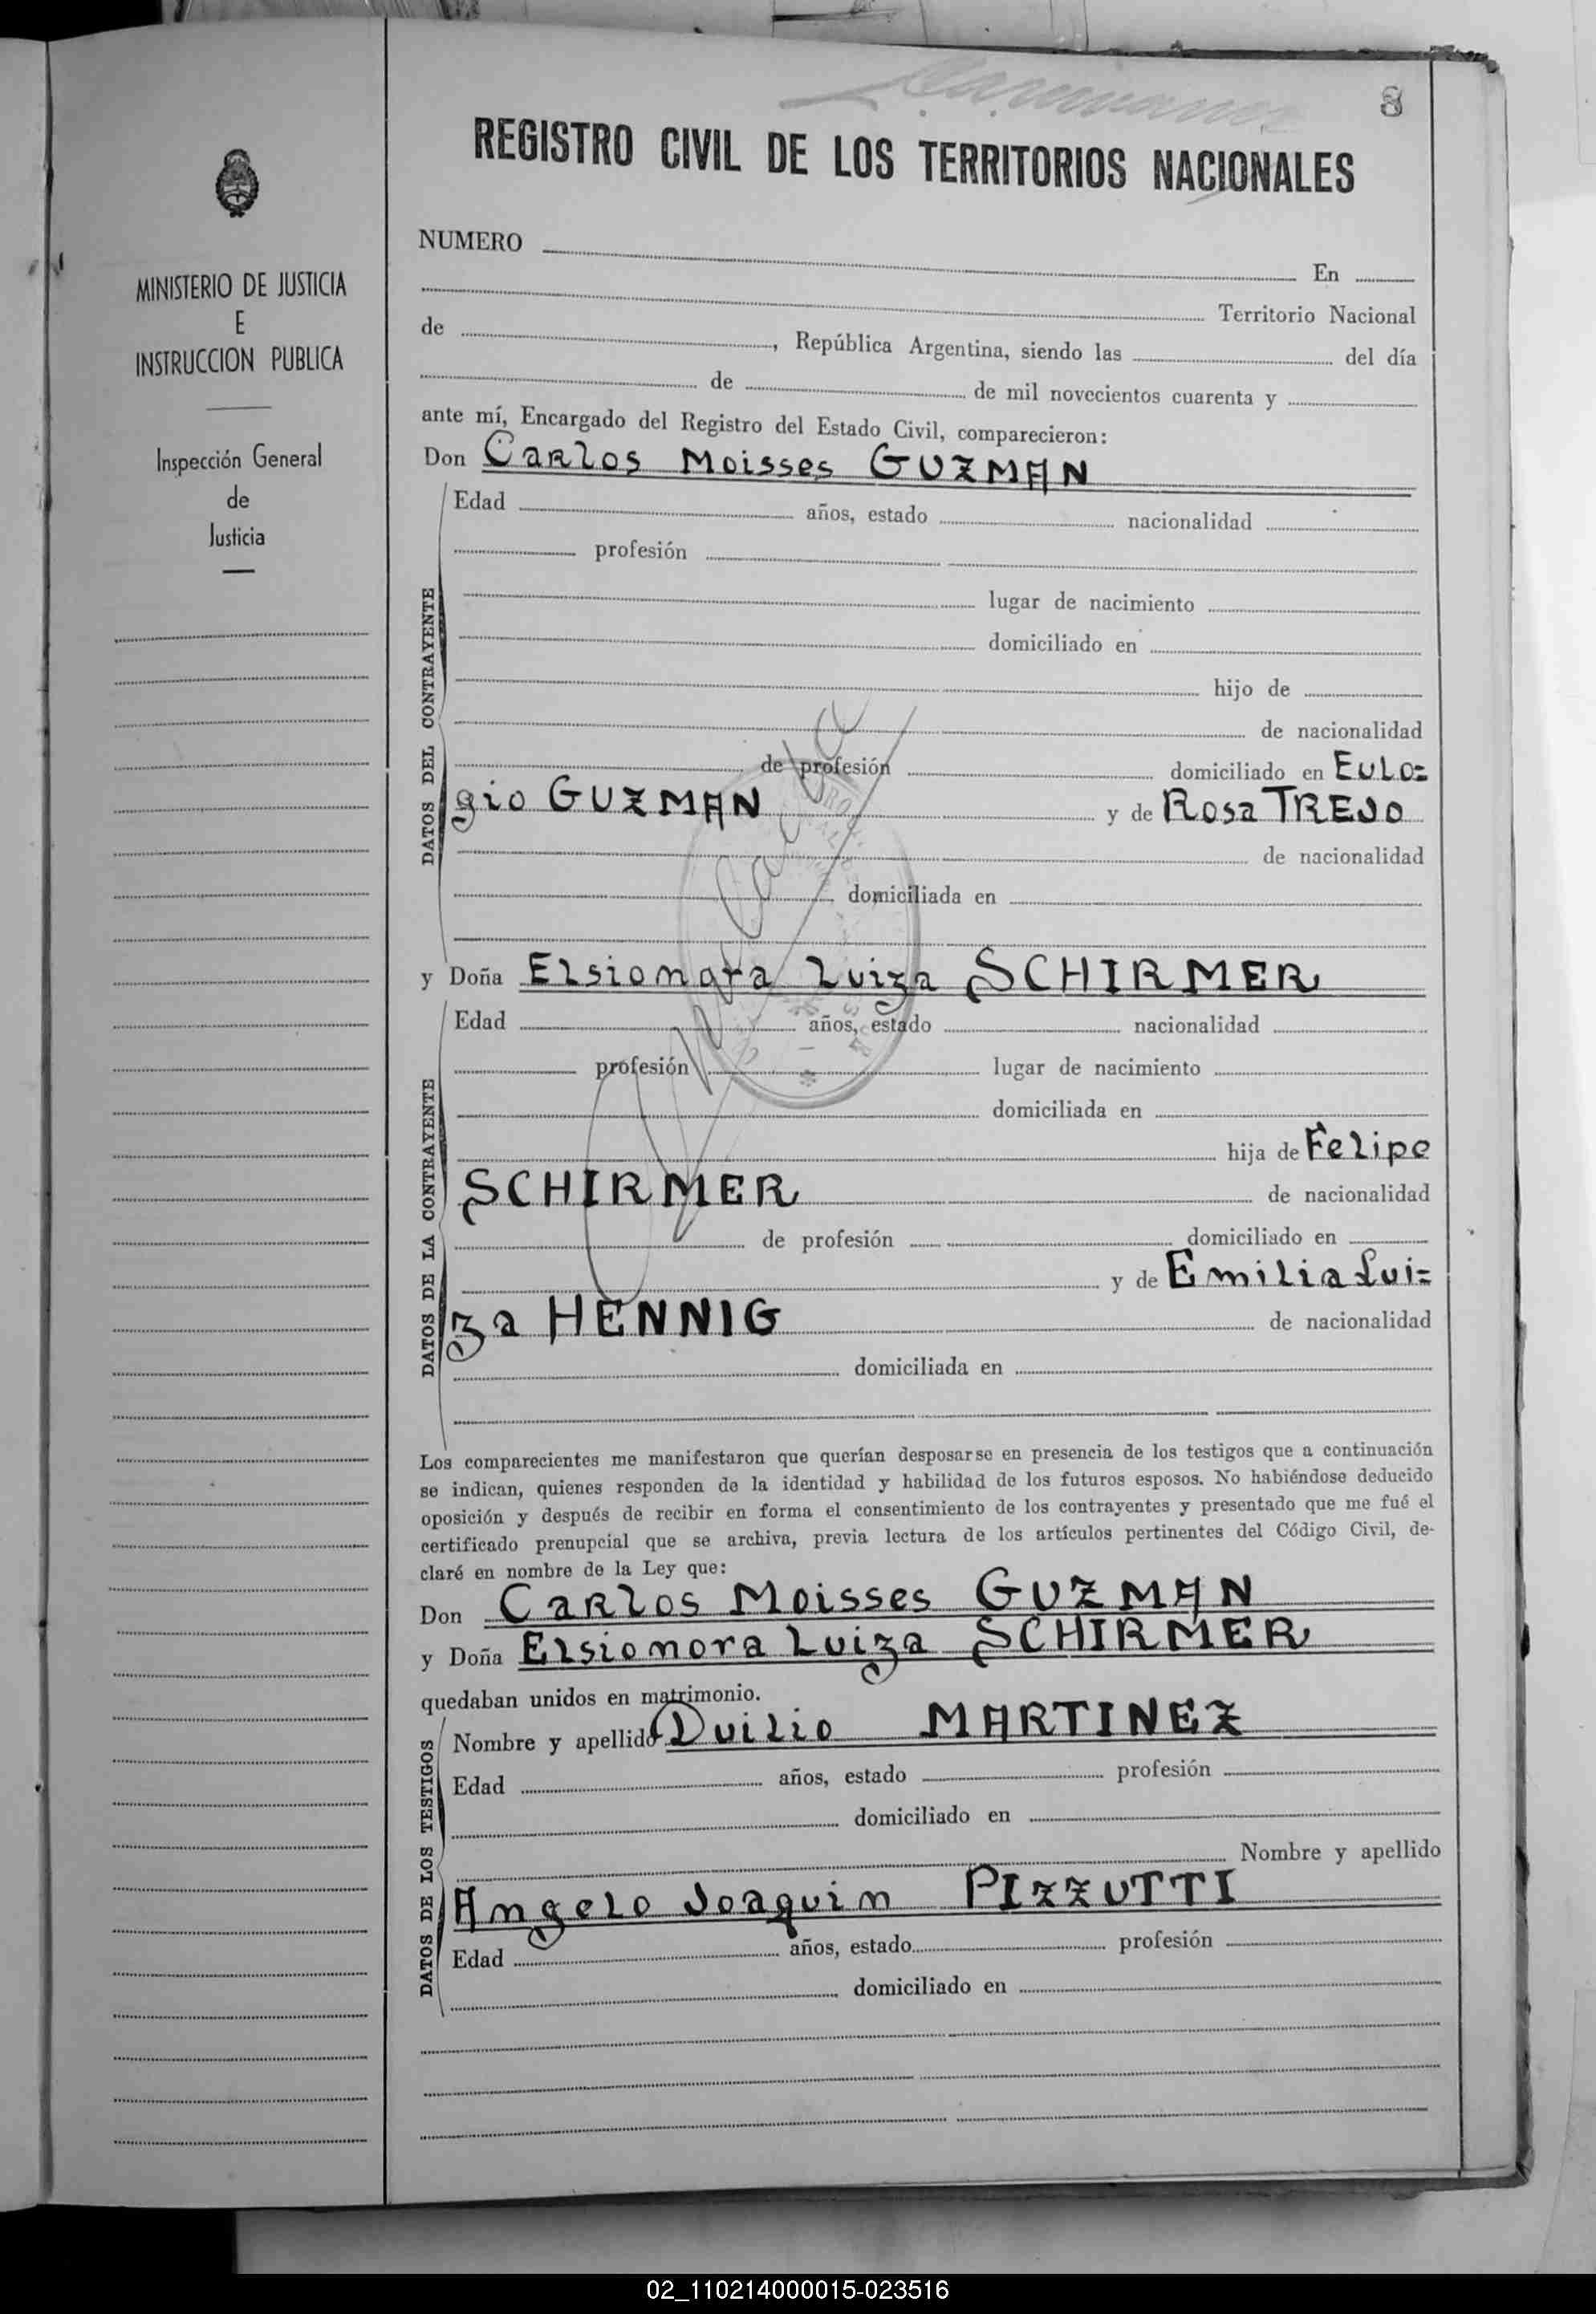 8
REGISTRO CIVIL DE LOS TERRITORIOS NACIONALES
MINISTERIO DE JUSTICIA
E
INSTRUCCION PUBLICA
Inspección General
de
Justicia
NUMERO En
Territorio Nacional
de , República Argentina, siendo las del día
de de mil novecientos cuarenta y
ante mí, Encargado del Registro del Estado Civil, comparecieron:
Don Carlos Moisses GUZMAN
DATOS DEL CONTRAYENTE
Edad años, estado nacionalidad
profesión
lugar de nacimiento
domiciliado en
hijo de
de nacionalidad
de profesión domiciliado en Eulo=
gio GUZMAN y de Rosa TREJO
de nacionalidad
domiciliada en
y Doña Elsionora Luiza SCHIRMER
DATOS DE LA CONTRAYENTE
Edad años, estado nacionalidad
profesión lugar de nacimiento
domiciliada en
hija de Felipe
SCHIRMER de nacionalidad
de profesión domiciliado en
y de Emilia Lui=
za HENNIG de nacionalidad
domiciliada en
Los comparecientes me manifestaron que querían desposarse en presencia de los testigos que a continuación
se indican, quienes responden de la identidad y habilidad de los futuros esposos. No habiéndose deducido
oposición y después de recibir en forma el consentimiento de los contrayentes y presentado que me fué el
certificado prenupcial que se archiva, previa lectura de los artículos pertinentes del Código Civil, de-
claré en nombre de la Ley que:
Don Carlos Moisses GUZMAN
y Doña Elsionora Luiza SCHIRMER
quedaban unidos en matrimonio.
DATOS DE LOS TESTIGOS
Nombre y apellido Duilio MARTINEZ
Edad años, estado profesión
domiciliado en
Nombre y apellido
Angelo Joaquin PIZZUTTI
Edad años, estado profesión
domiciliado en
02_110214000015-023516